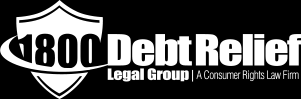 1800 Debt Relief
Legal Group | A Consumer Rights Law Firm